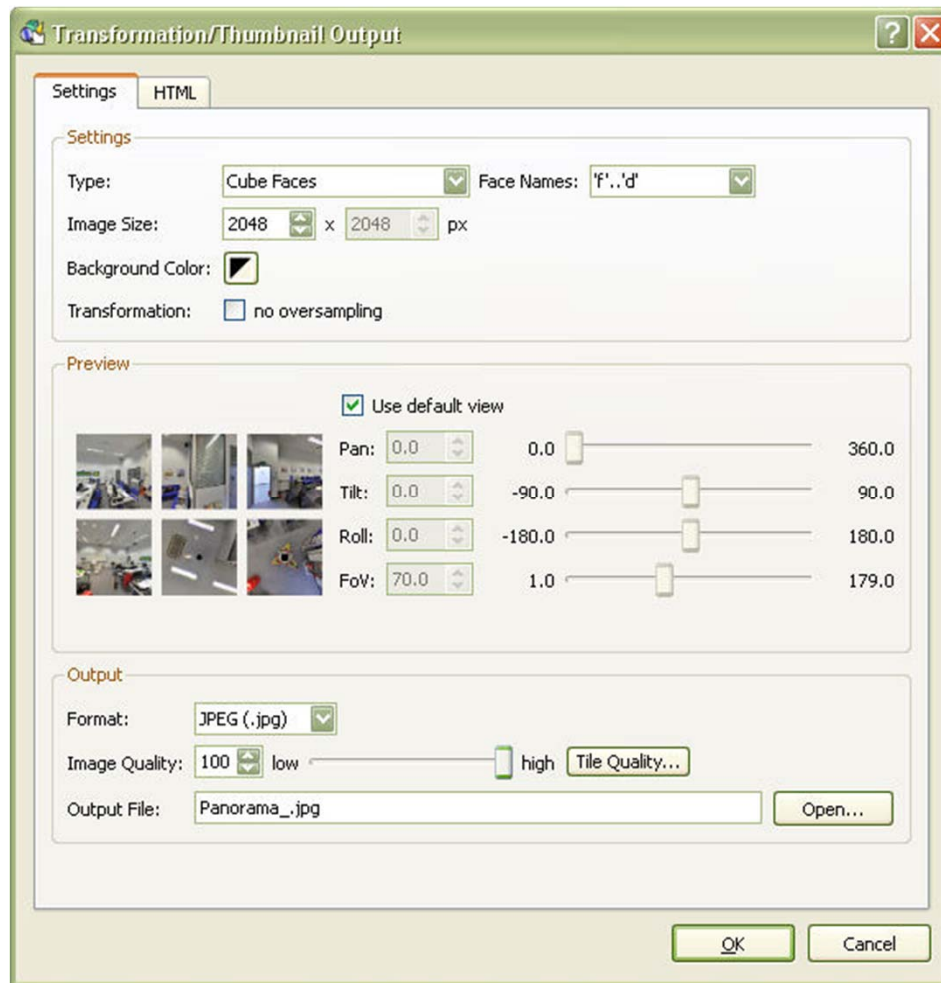 Transformation/Thumbnail Output
Settings HTML
Settings
Type: Cube Faces Face Names: 'f'..'d'
Image Size: 2048 x 2048 px
Background Color:
Transformation: no oversampling
Preview
Use default view
Pan: 0.0 0.0 360.0
Tilt: 0.0 -90.0 90.0
Roll: 0.0 -180.0 180.0
FoV: 70.0 1.0 179.0
Output
Format: JPEG (.jpg)
Image Quality: 100 low high Tile Quality...
Output File: Panorama_.jpg Open...
OK Cancel